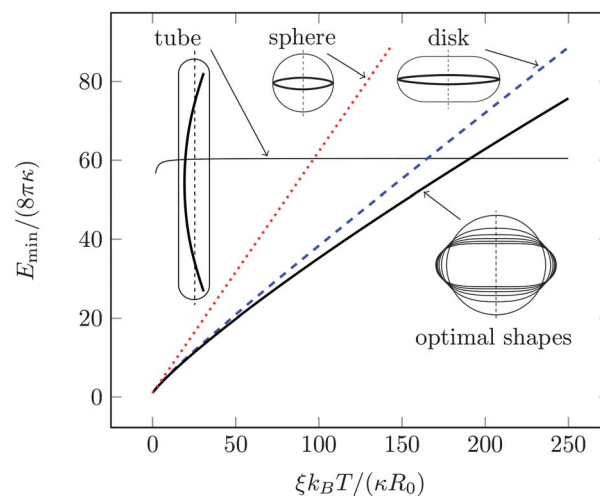 tube
sphere
disk
80
60
40
20
0
E_min/(8πκ)
optimal shapes
0
50
100
150
200
250
ξk_BT/(κR_0)